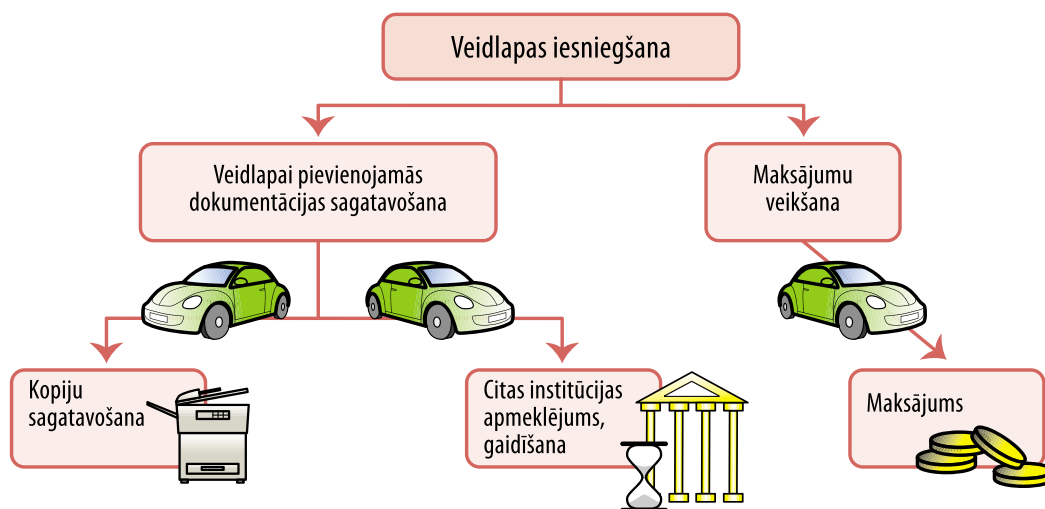 Veidlapas iesniegšana
Veidlapai pievienojamās
dokumentācijas sagatavošana
Maksājumu
veikšana
Kopiju
sagatavošana
Citas institūcijas
apmeklējums,
gaidīšana
Maksājums